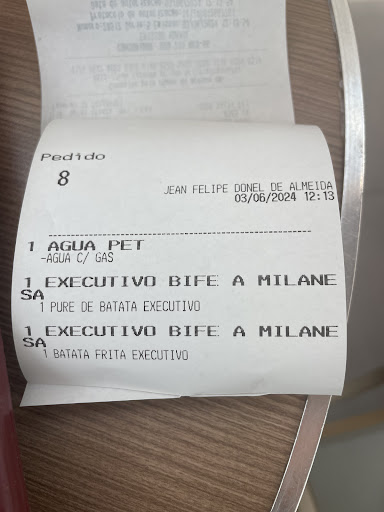 Pedido
8
JEAN FELIPE DONEL DE ALMEIDA
03/06/2024 12:13
1 AGUA PET
-AGUA C/ GAS
1 EXECUTIVO BIFE A MILANE
SA
1 PURE DE BATATA EXECUTIVO
1 EXECUTIVO BIFE A MILANE
SA
1 BATATA FRITA EXECUTIVO